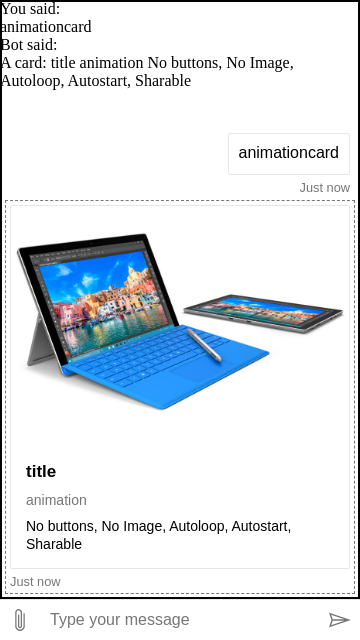 You said:
animationcard
Bot said:
A card: title animation No buttons, No Image,
Autoloop, Autostart, Sharable
animationcard
Just now
title
animation
No buttons, No Image, Autoloop, Autostart,
Sharable
Just now
Type your message